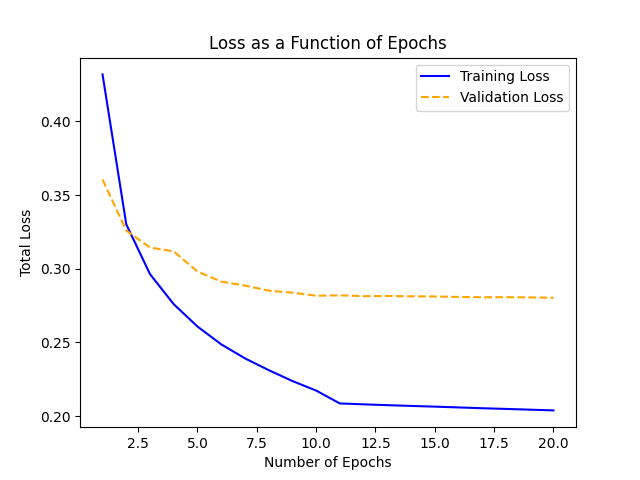 Loss as a Function of Epochs
Training Loss
Validation Loss
Total Loss
0.40
0.35
0.30
0.25
0.20
2.5 5.0 7.5 10.0 12.5 15.0 17.5 20.0
Number of Epochs